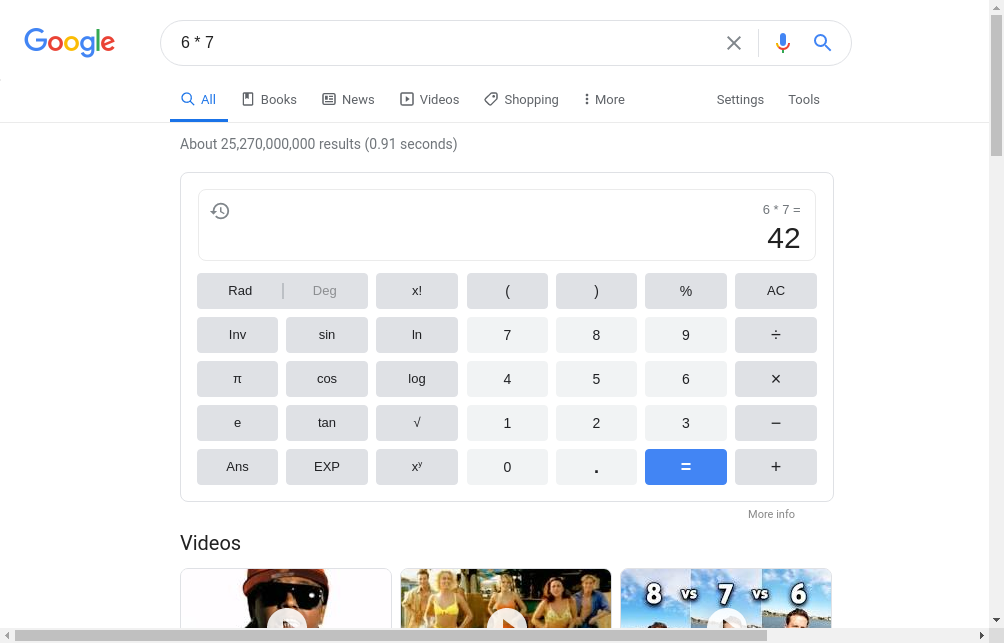 Google
6 * 7
All Books News Videos Shopping More Settings Tools
About 25,270,000,000 results (0.91 seconds)
6 * 7 =
42
Rad Deg x! ( ) % AC
Inv sin ln 7 8 9 ÷
π cos log 4 5 6 ×
e tan √ 1 2 3 −
Ans EXP xʸ 0 . = +
More info
Videos
8 vs 7 vs 6